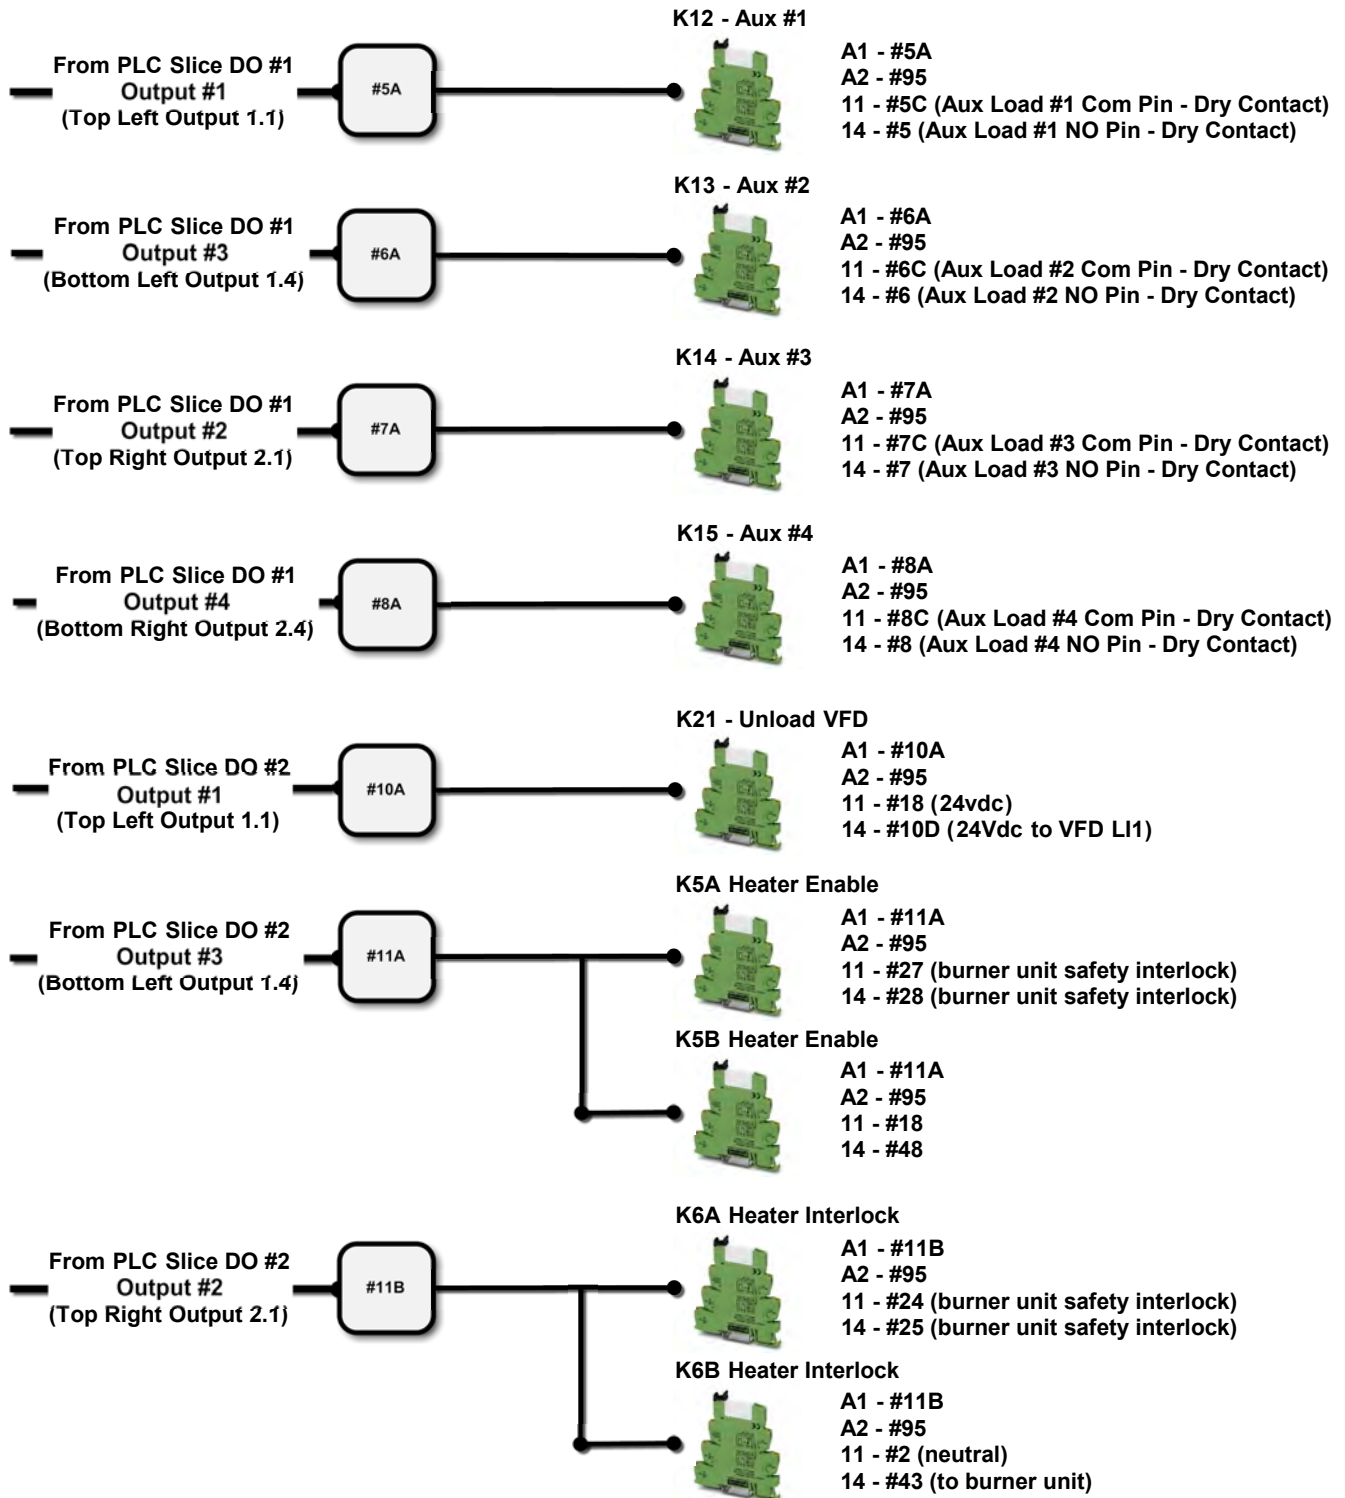 K12 - Aux #1
From PLC Slice DO #1
Output #1
(Top Left Output 1.1)
#5A
A1 - #5A
A2 - #95
11 - #5C (Aux Load #1 Com Pin - Dry Contact)
14 - #5 (Aux Load #1 NO Pin - Dry Contact)
K13 - Aux #2
From PLC Slice DO #1
Output #3
(Bottom Left Output 1.4)
#6A
A1 - #6A
A2 - #95
11 - #6C (Aux Load #2 Com Pin - Dry Contact)
14 - #6 (Aux Load #2 NO Pin - Dry Contact)
K14 - Aux #3
From PLC Slice DO #1
Output #2
(Top Right Output 2.1)
#7A
A1 - #7A
A2 - #95
11 - #7C (Aux Load #3 Com Pin - Dry Contact)
14 - #7 (Aux Load #3 NO Pin - Dry Contact)
K15 - Aux #4
From PLC Slice DO #1
Output #4
(Bottom Right Output 2.4)
#8A
A1 - #8A
A2 - #95
11 - #8C (Aux Load #4 Com Pin - Dry Contact)
14 - #8 (Aux Load #4 NO Pin - Dry Contact)
K21 - Unload VFD
From PLC Slice DO #2
Output #1
(Top Left Output 1.1)
#10A
A1 - #10A
A2 - #95
11 - #18 (24vdc)
14 - #10D (24Vdc to VFD LI1)
K5A Heater Enable
From PLC Slice DO #2
Output #3
(Bottom Left Output 1.4)
#11A
A1 - #11A
A2 - #95
11 - #27 (burner unit safety interlock)
14 - #28 (burner unit safety interlock)
K5B Heater Enable
A1 - #11A
A2 - #95
11 - #18
14 - #48
K6A Heater Interlock
From PLC Slice DO #2
Output #2
(Top Right Output 2.1)
#11B
A1 - #11B
A2 - #95
11 - #24 (burner unit safety interlock)
14 - #25 (burner unit safety interlock)
K6B Heater Interlock
A1 - #11B
A2 - #95
11 - #2 (neutral)
14 - #43 (to burner unit)